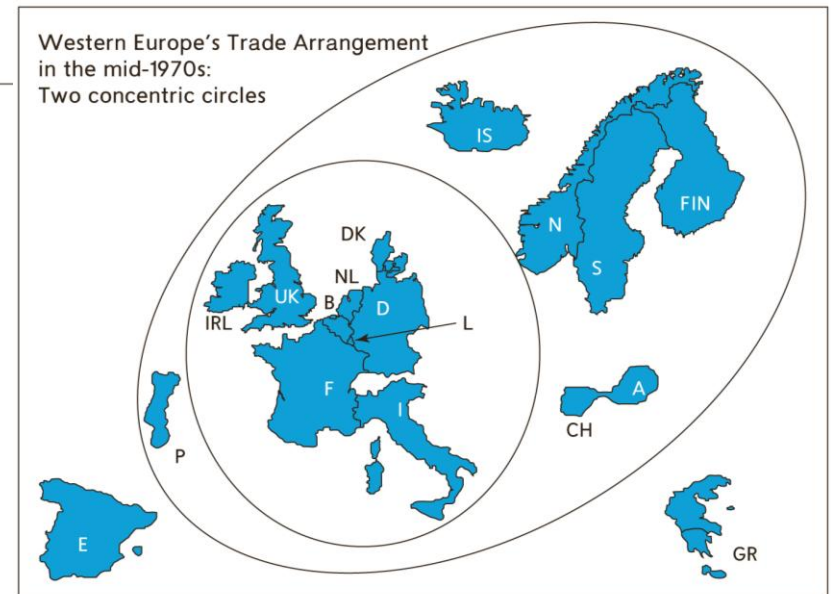 Western Europe's Trade Arrangement
in the mid-1970s:
Two concentric circles
IS
FIN
N
S
DK
NL
B
UK
D
IRL
L
F
I
A
CH
P
E
GR